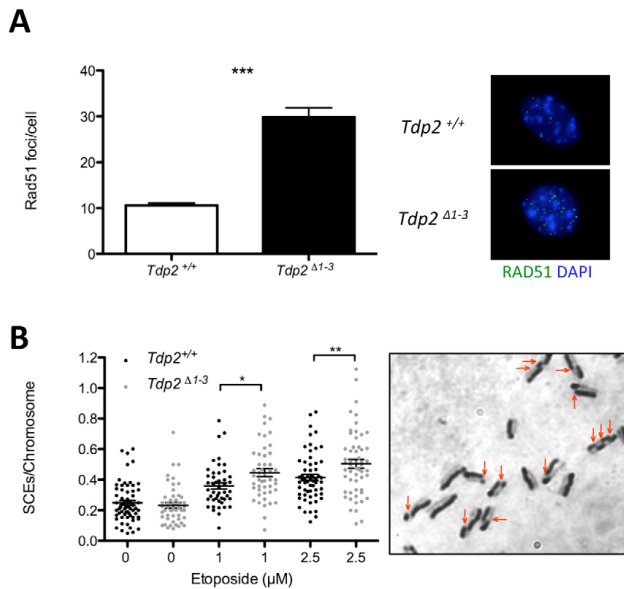 A
***
Rad51 foci/cell
40
30
20
10
0
Tdp2 +/+
Tdp2 Δ1-3
Tdp2 +/+
Tdp2 Δ1-3
RAD51 DAPI
B
Tdp2+/+
Tdp2 Δ1-3
*
**
SCEs/Chromosome
1.2
1.0
0.8
0.6
0.4
0.2
0.0
0 0 1 1 2.5 2.5
Etoposide (µM)